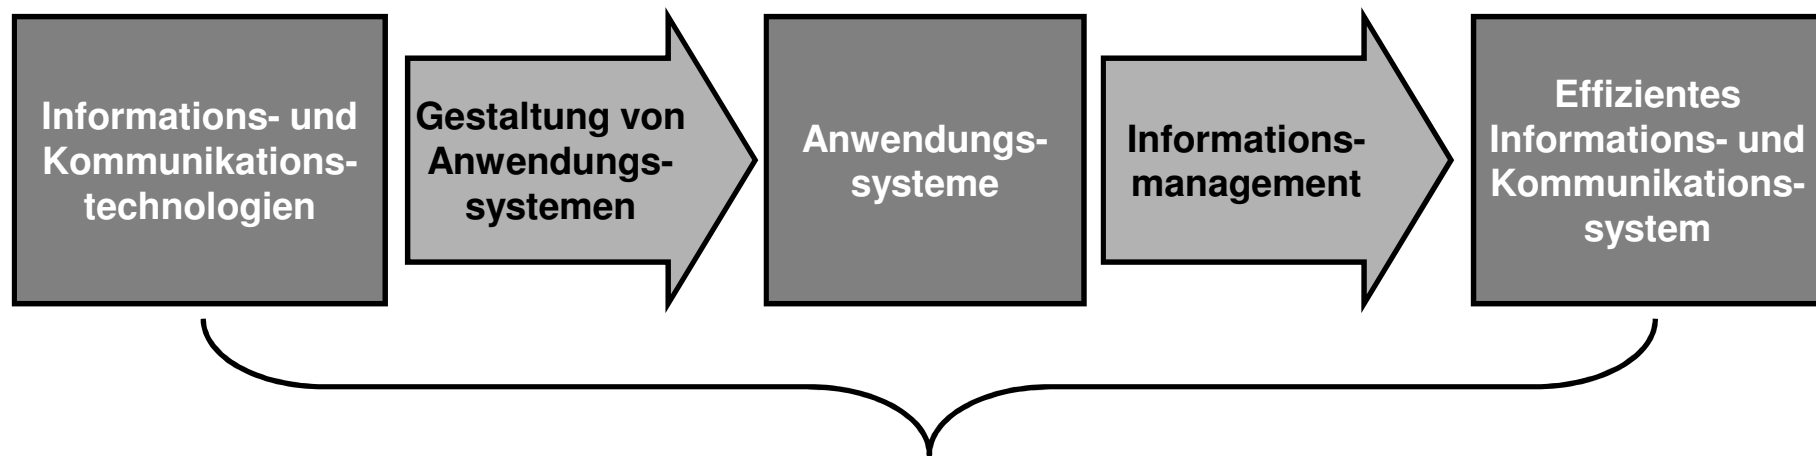 Informations- und
Kommunikations-
technologien
Gestaltung von
Anwendungs-
systemen
Anwendungs-
systeme
Informations-
management
Effizientes
Informations- und
Kommunikations-
system